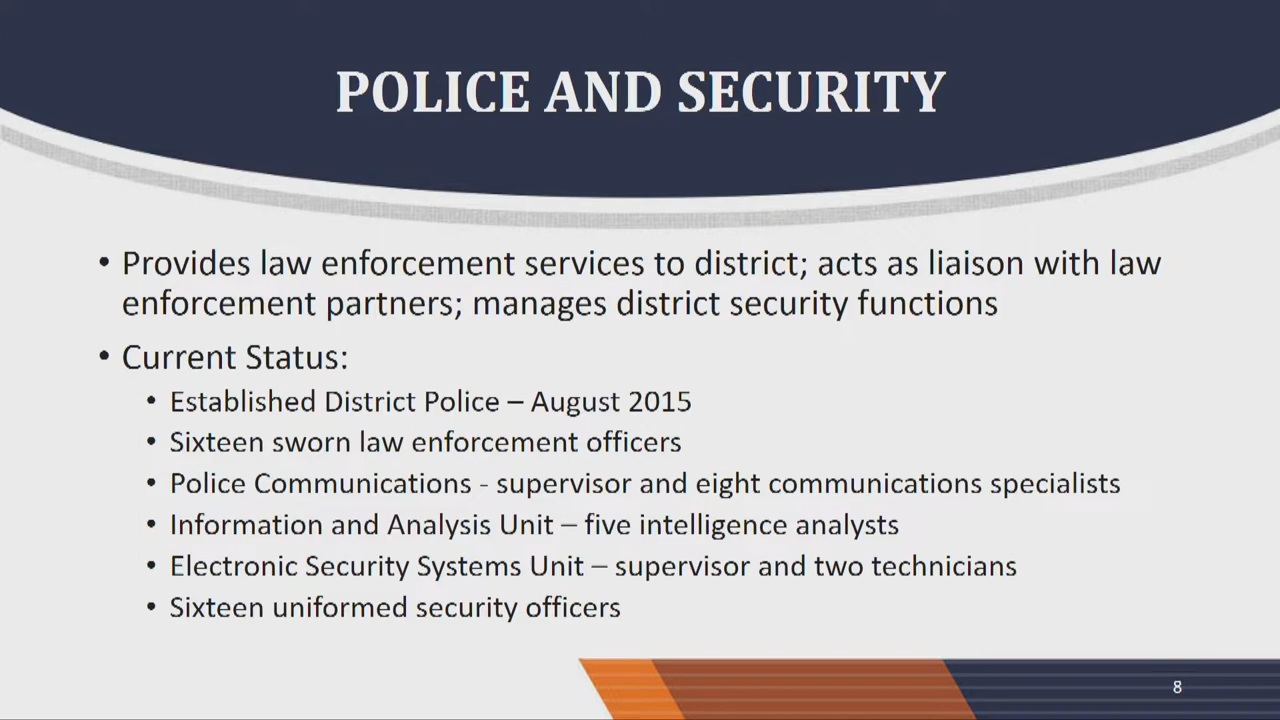 POLICE AND SECURITY
• Provides law enforcement services to district; acts as liaison with law
enforcement partners; manages district security functions
• Current Status:
• Established District Police – August 2015
• Sixteen sworn law enforcement officers
• Police Communications - supervisor and eight communications specialists
• Information and Analysis Unit – five intelligence analysts
• Electronic Security Systems Unit – supervisor and two technicians
• Sixteen uniformed security officers
8